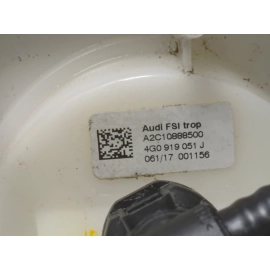 Audi FSI trop
A2C10888500
4G0 919 051 J
061/17 001156